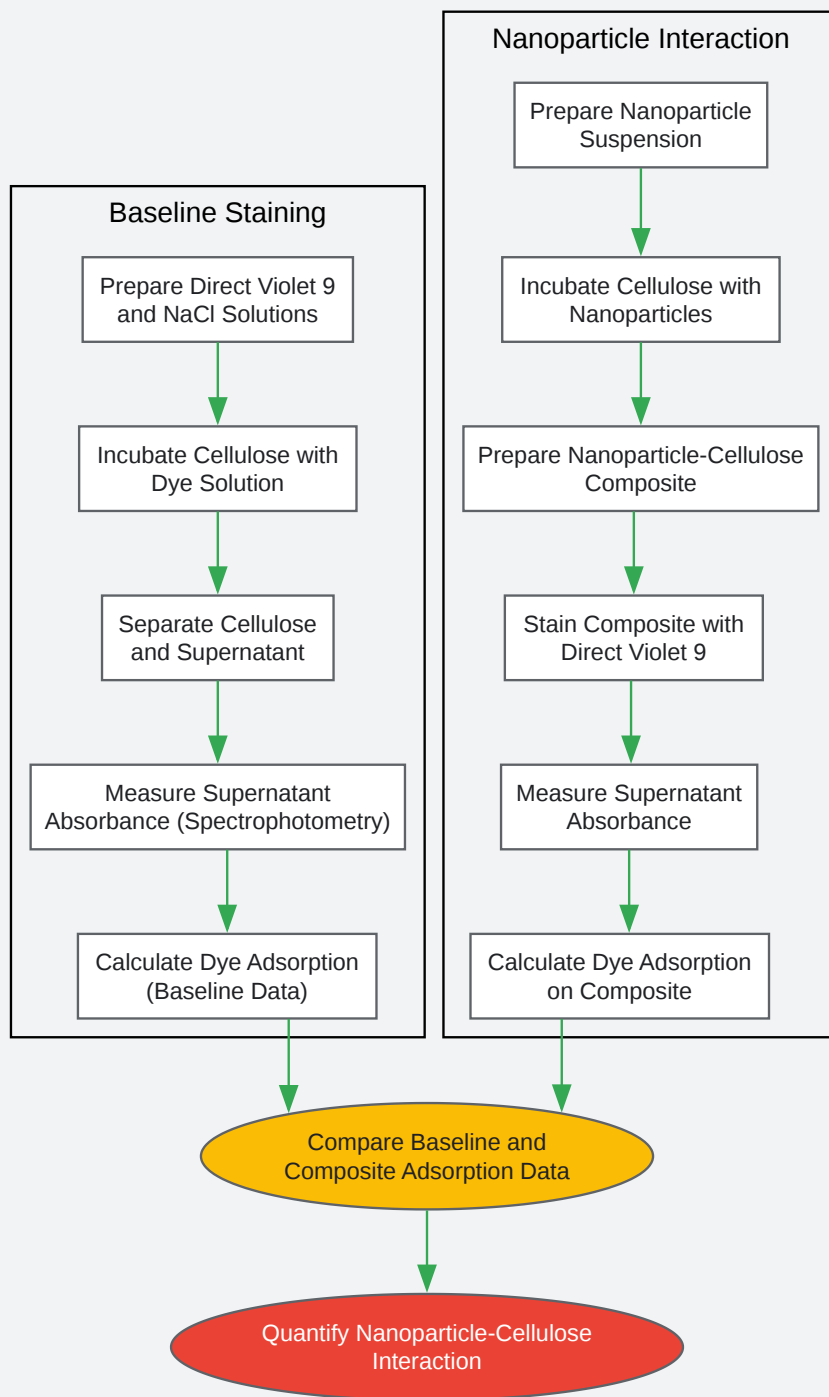 Baseline Staining
Prepare Direct Violet 9
and NaCl Solutions
Incubate Cellulose with
Dye Solution
Separate Cellulose
and Supernatant
Measure Supernatant
Absorbance (Spectrophotometry)
Calculate Dye Adsorption
(Baseline Data)
Nanoparticle Interaction
Prepare Nanoparticle
Suspension
Incubate Cellulose with
Nanoparticles
Prepare Nanoparticle-Cellulose
Composite
Stain Composite with
Direct Violet 9
Measure Supernatant
Absorbance
Calculate Dye Adsorption
on Composite
Compare Baseline and
Composite Adsorption Data
Quantify Nanoparticle-Cellulose
Interaction